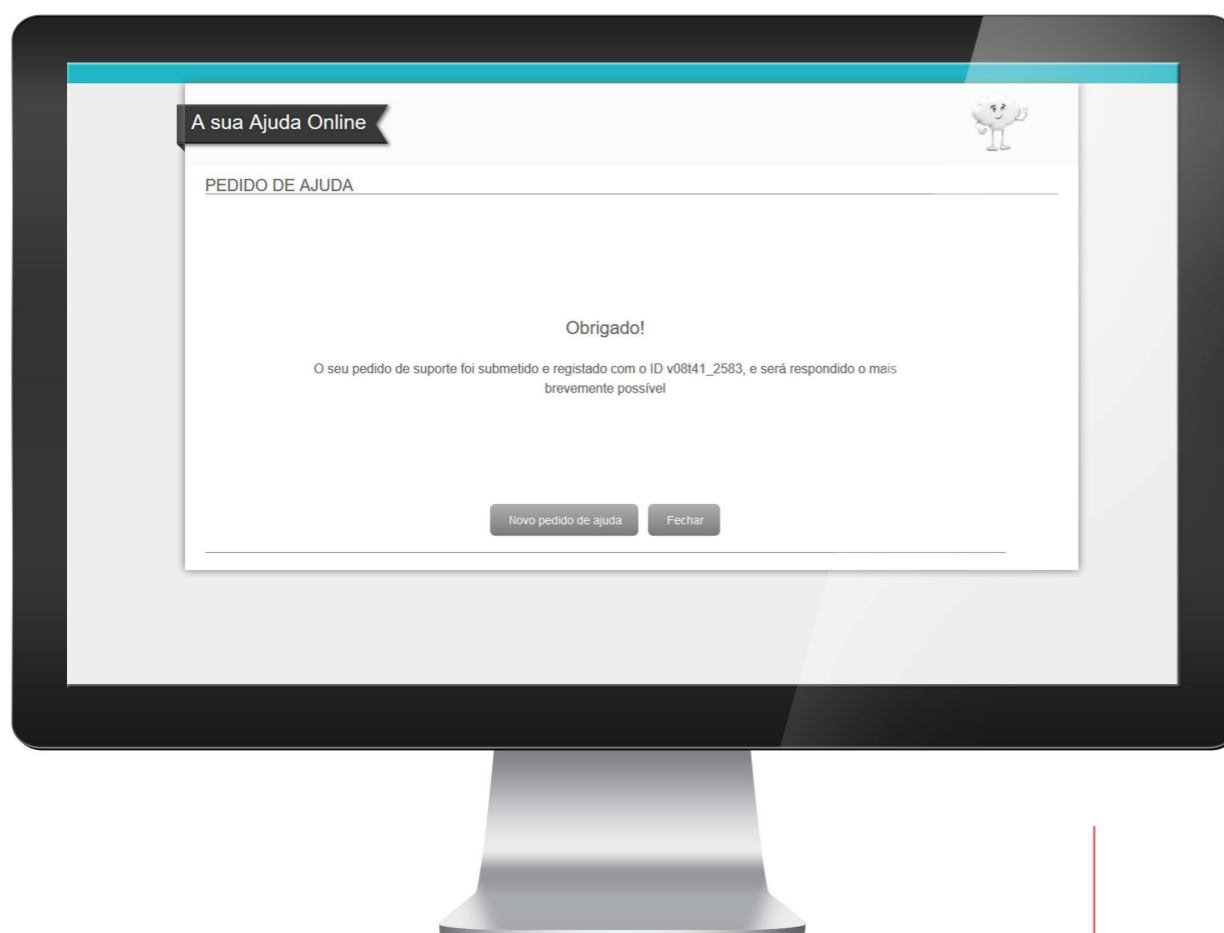 A sua Ajuda Online
PEDIDO DE AJUDA
Obrigado!
O seu pedido de suporte foi submetido e registado com o ID v08t41_2583, e será respondido o mais
brevemente possível
Novo pedido de ajuda
Fechar